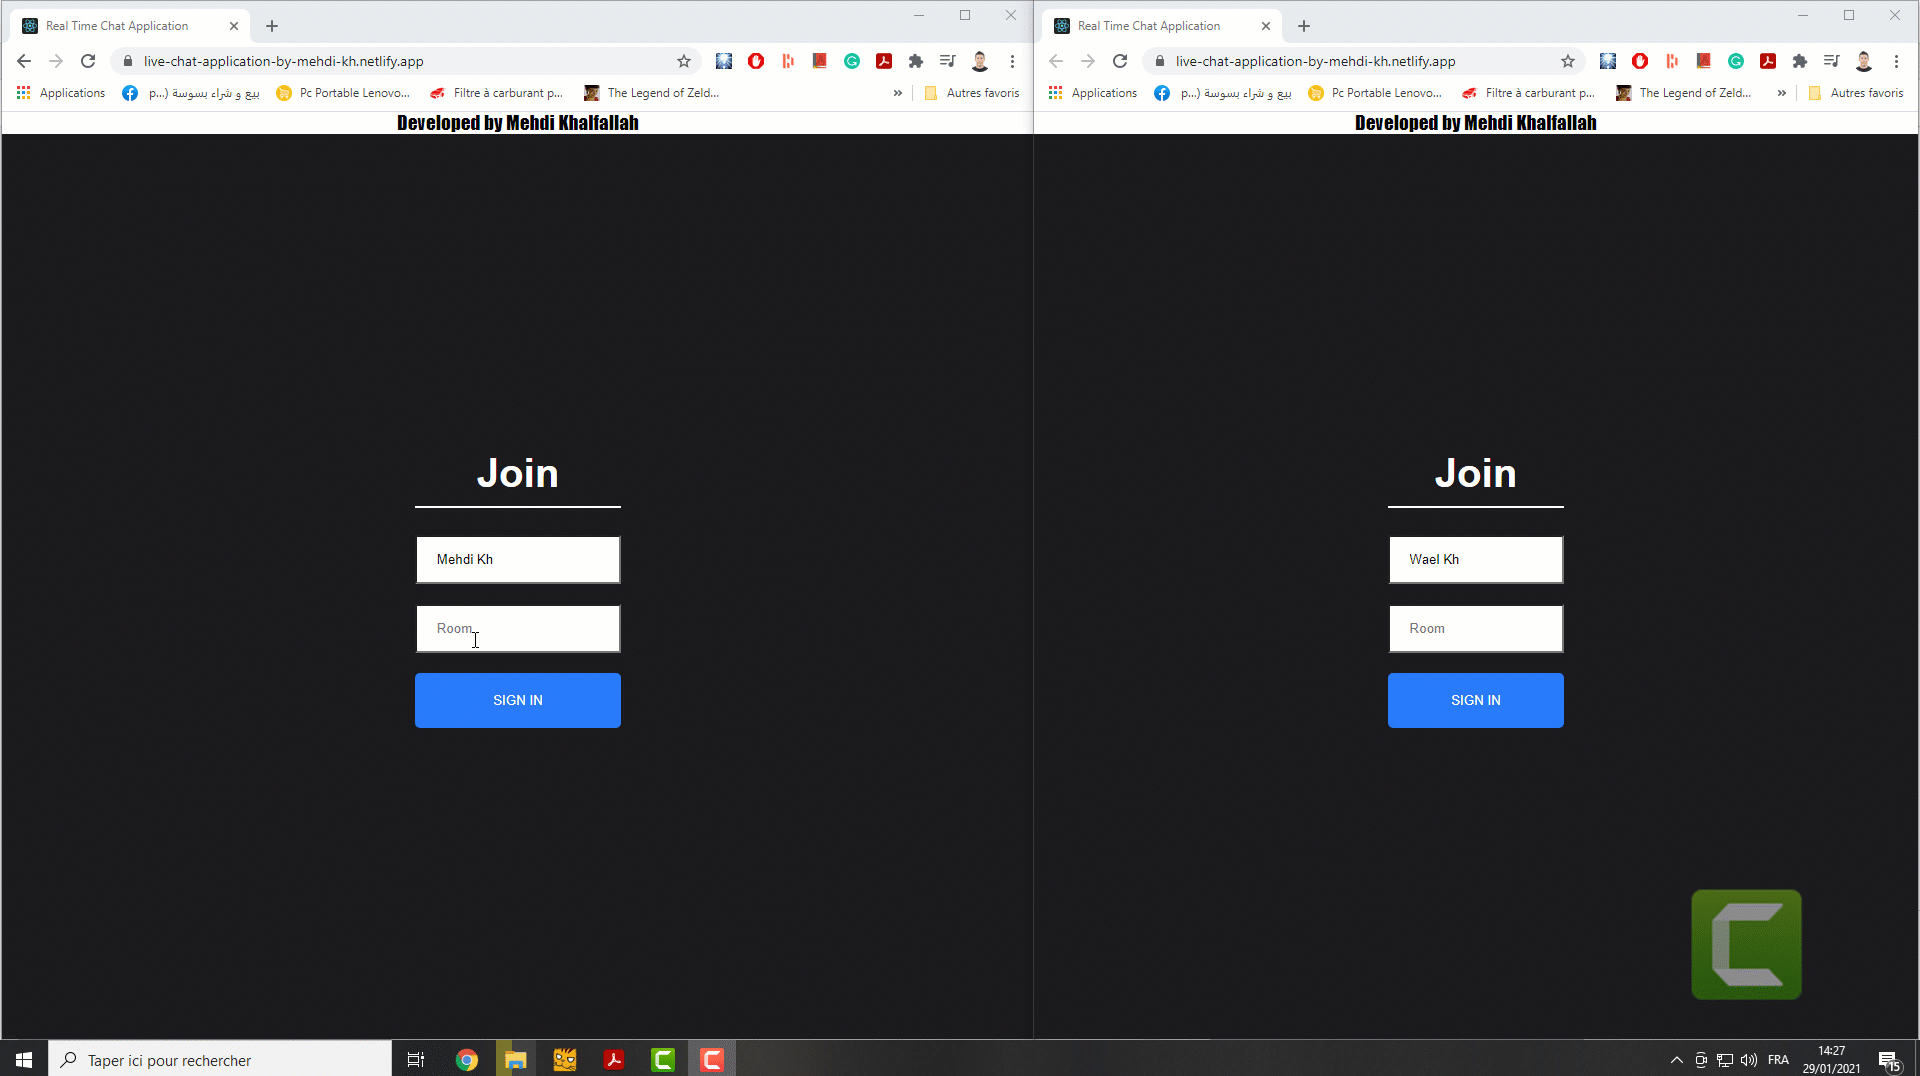 Real Time Chat Application
live-chat-application-by-mehdi-kh.netlify.app
Applications
بيع و شراء بسوسة (...p
Pc Portable Lenovo...
Filtre à carburant p...
The Legend of Zeld...
»
Autres favoris
Developed by Mehdi Khalfallah
Join
Mehdi Kh
Room
SIGN IN
Real Time Chat Application
live-chat-application-by-mehdi-kh.netlify.app
Applications
بيع و شراء بسوسة (...p
Pc Portable Lenovo...
Filtre à carburant p...
The Legend of Zeld...
»
Autres favoris
Developed by Mehdi Khalfallah
Join
Wael Kh
Room
SIGN IN
Taper ici pour rechercher
FRA
14:27
29/01/2021
15